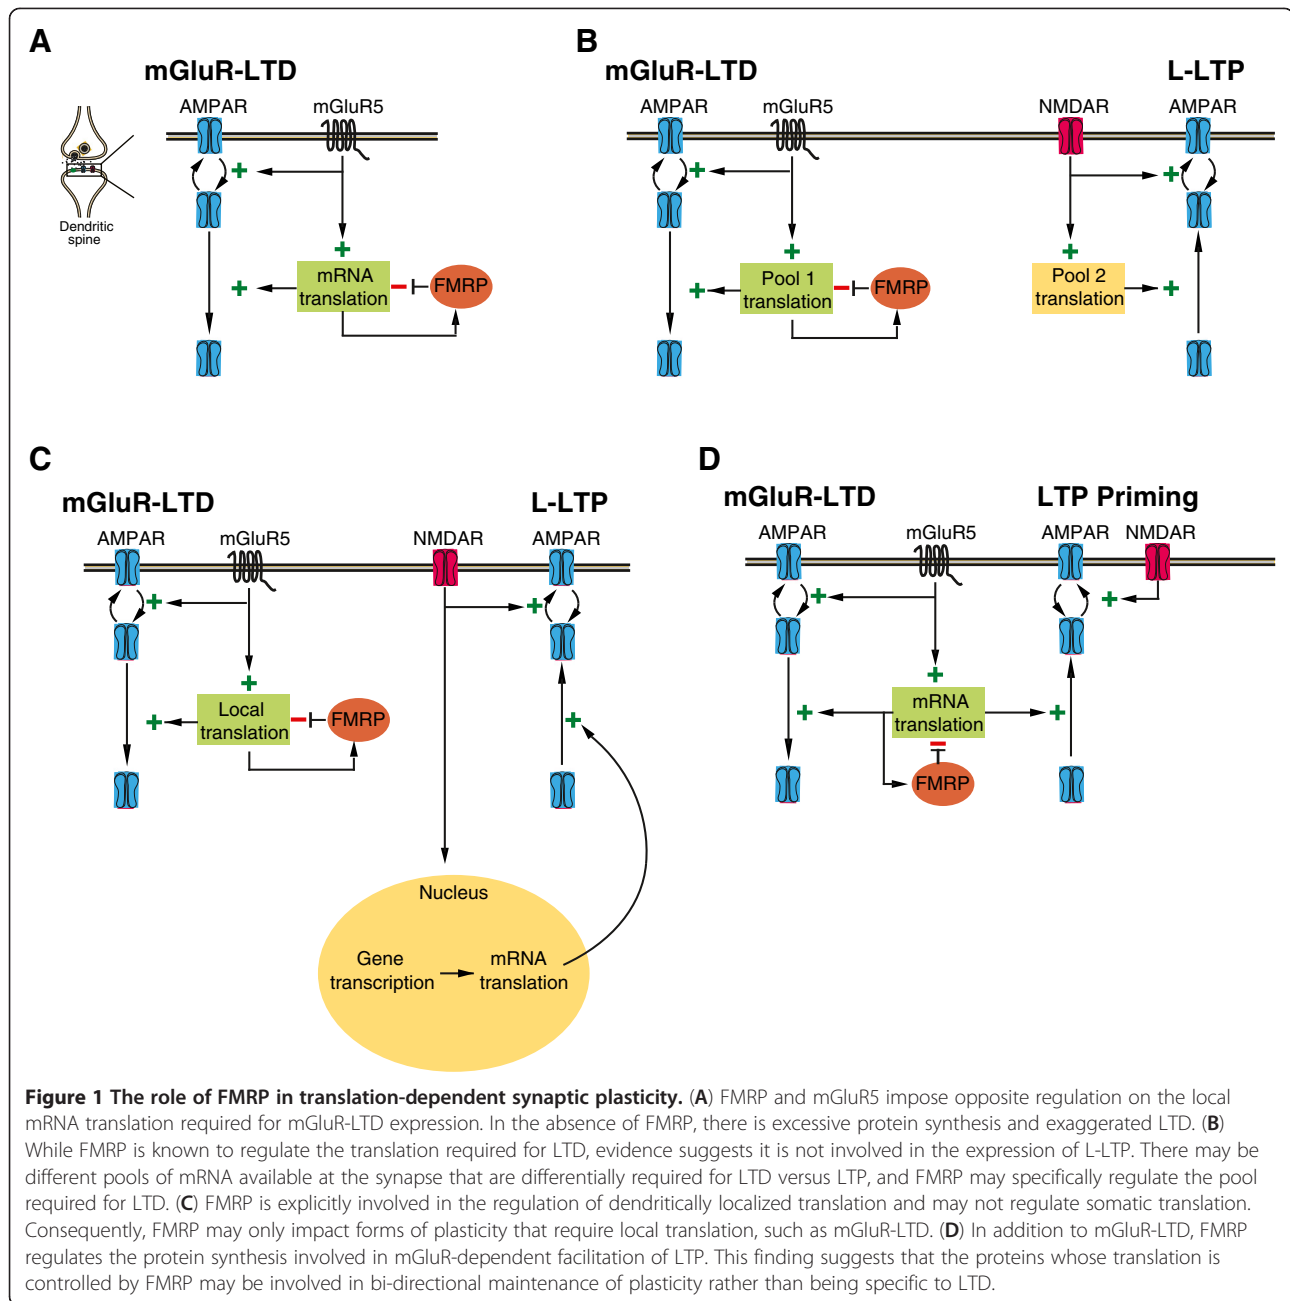 A
mGluR-LTD
AMPAR
mGluR5
Dendritic
spine
mRNA
translation
FMRP
B
mGluR-LTD
L-LTP
AMPAR
mGluR5
NMDAR
AMPAR
Pool 1
translation
FMRP
Pool 2
translation
C
mGluR-LTD
L-LTP
AMPAR
mGluR5
NMDAR
AMPAR
Local
translation
FMRP
Nucleus
Gene
transcription
mRNA
translation
D
mGluR-LTD
LTP Priming
AMPAR
mGluR5
AMPAR
NMDAR
mRNA
translation
FMRP
Figure 1 The role of FMRP in translation-dependent synaptic plasticity. (A) FMRP and mGluR5 impose opposite regulation on the local
mRNA translation required for mGluR-LTD expression. In the absence of FMRP, there is excessive protein synthesis and exaggerated LTD. (B)
While FMRP is known to regulate the translation required for LTD, evidence suggests it is not involved in the expression of L-LTP. There may be
different pools of mRNA available at the synapse that are differentially required for LTD versus LTP, and FMRP may specifically regulate the pool
required for LTD. (C) FMRP is explicitly involved in the regulation of dendritically localized translation and may not regulate somatic translation.
Consequently, FMRP may only impact forms of plasticity that require local translation, such as mGluR-LTD. (D) In addition to mGluR-LTD, FMRP
regulates the protein synthesis involved in mGluR-dependent facilitation of LTP. This finding suggests that the proteins whose translation is
controlled by FMRP may be involved in bi-directional maintenance of plasticity rather than being specific to LTD.